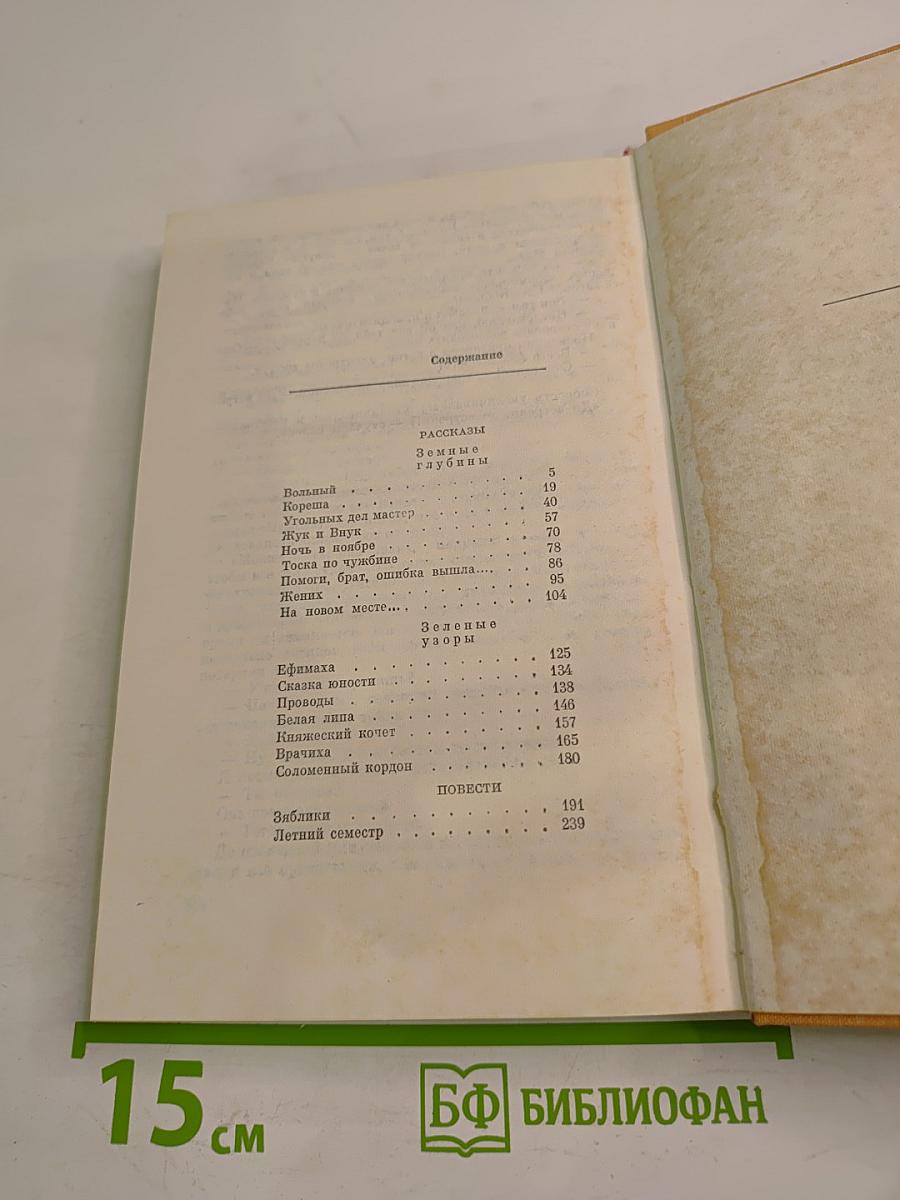 Содержание
РАССКАЗЫ
Земные
глубины
Вольный . . . . . . . . . . . 5
Кореша . . . . . . . . . . . 19
Угольных дел мастер . . . . . . . 40
Жук и Внук . . . . . . . . . . 57
Ночь в ноябре . . . . . . . . . 70
Тоска по чужбине . . . . . . . . 78
Помоги, брат, ошибка вышла.... . . 86
Жених . . . . . . . . . . . 95
На новом месте... . . . . . . . . 104
Зеленые
узоры
Ефимаха . . . . . . . . . . 125
Сказка юности . . . . . . . . 134
Проводы . . . . . . . . . . 138
Белая липа . . . . . . . . . 146
Княжеский кочет . . . . . . . . 157
Врачиха . . . . . . . . . . 165
Соломенный кордон . . . . . . . 180
ПОВЕСТИ
Зяблики . . . . . . . . . . 191
Летний семестр . . . . . . . . 239
15 см
БФ БИБЛИОФАН